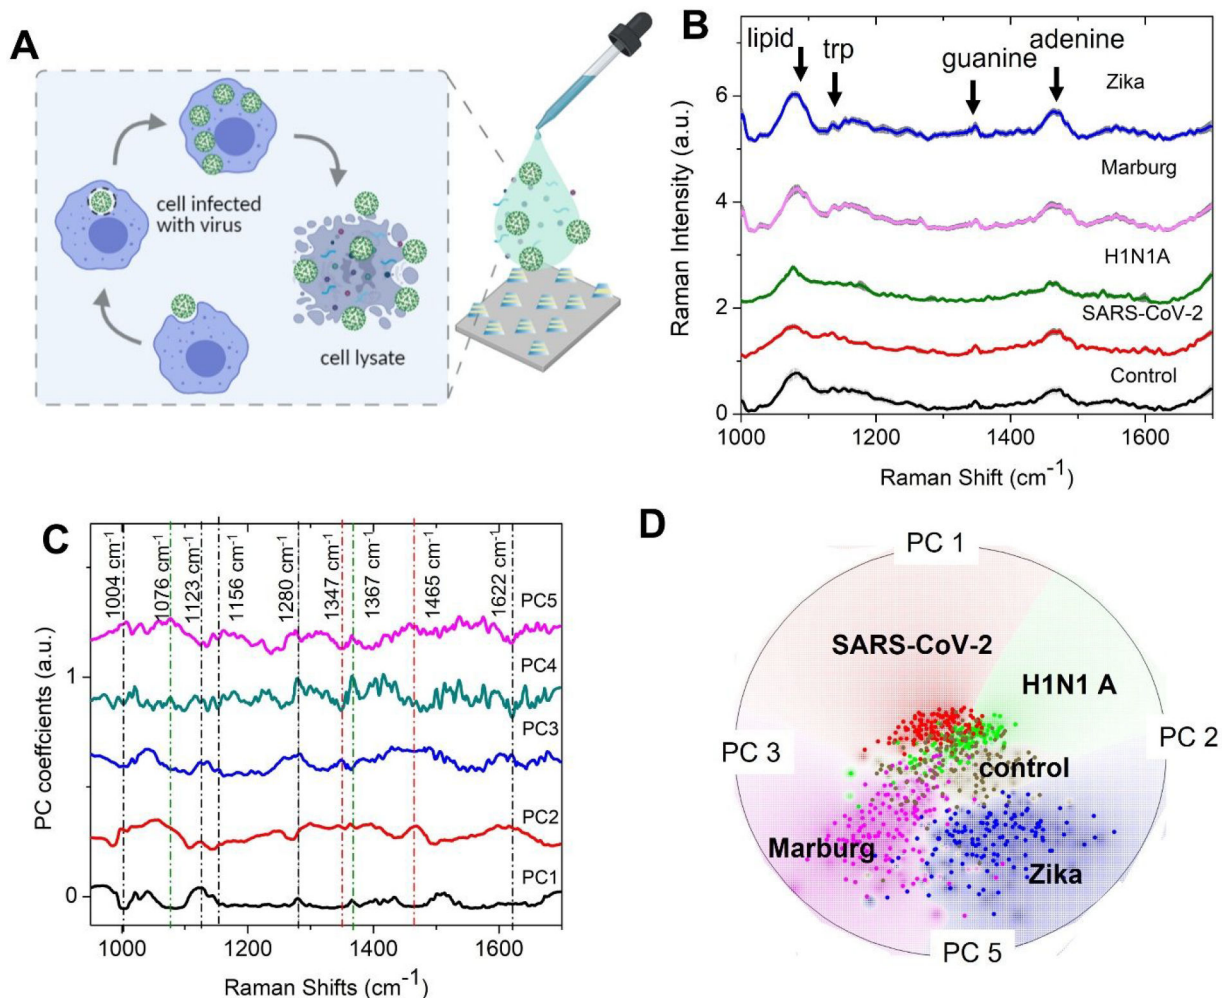 A
cell infected
with virus
cell lysate
B
lipid
trp
guanine
adenine
Zika
Marburg
H1N1A
SARS-CoV-2
Control
Raman Intensity (a.u.)
6
4
2
0
1000
1200
1400
1600
Raman Shift (cm-1)
C
1004 cm-1
1076 cm-1
1123 cm-1
1156 cm-1
1280 cm-1
1347 cm-1
1367 cm-1
1465 cm-1
1622 cm-1
PC5
PC4
PC3
PC2
PC1
PC coeffcients (a.u.)
1
0
1000
1200
1400
1600
Raman Shifts (cm-1)
D
PC 1
SARS-CoV-2
H1N1 A
PC 3
PC 2
control
Marburg
Zika
PC 5